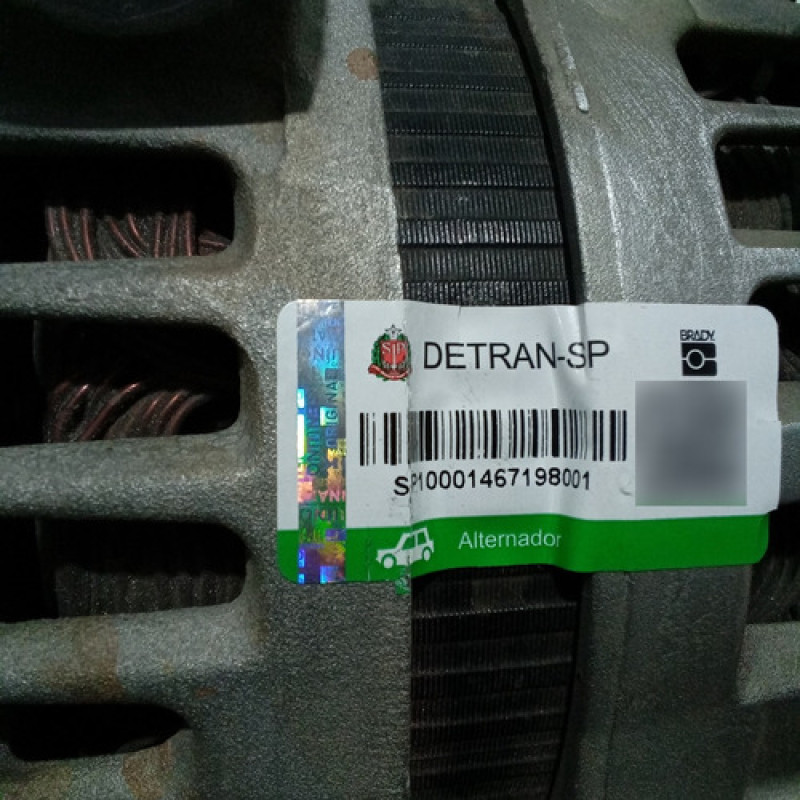 BRADY
DETRAN-SP
SP10001467198001
Alternador